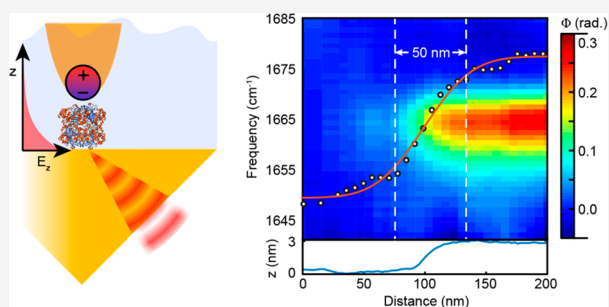 z
+
−
E_z
1685
1675
1665
1655
1645
Frequency (cm⁻¹)
50 nm
Φ (rad.)
0.3
0.2
0.1
0.0
z (nm)
3
0
0 50 100 150 200
Distance (nm)